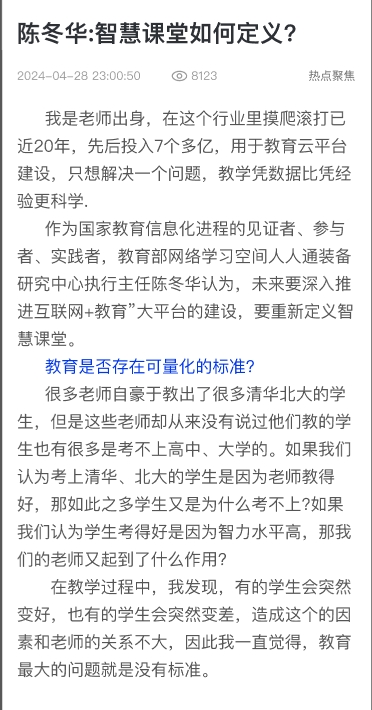 陈冬华:智慧课堂如何定义?
2024-04-28 23:00:50 8123 热点聚焦
我是老师出身，在这个行业里摸爬滚打已
近20年，先后投入7个多亿，用于教育云平台
建设，只想解决一个问题，教学凭数据比凭经
验更科学.
作为国家教育信息化进程的见证者、参与
者、实践者，教育部网络学习空间人人通装备
研究中心执行主任陈冬华认为，未来要深入推
进互联网+教育”大平台的建设，要重新定义智
慧课堂。
教育是否存在可量化的标准?
很多老师自豪于教出了很多清华北大的学
生，但是这些老师却从来没有说过他们教的学
生也有很多是考不上高中、大学的。如果我们
认为考上清华、北大的学生是因为老师教得
好，那如此之多学生又是为什么考不上?如果
我们认为学生考得好是因为智力水平高，那我
们的老师又起到了什么作用?
在教学过程中，我发现，有的学生会突然
变好，也有的学生会突然变差，造成这个的因
素和老师的关系不大，因此我一直觉得，教育
最大的问题就是没有标准。